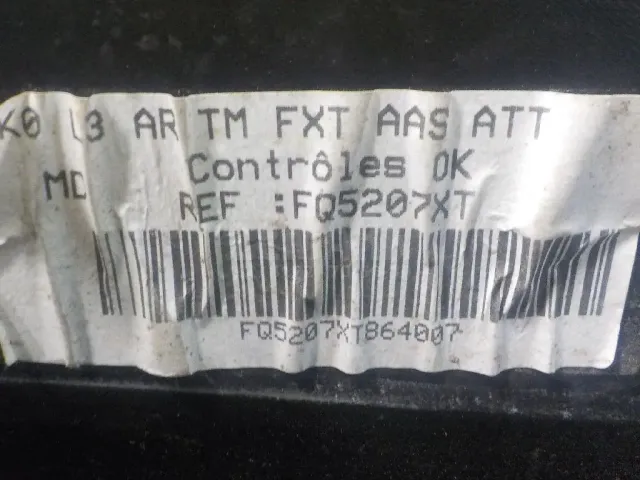 K0 L3 AR TM FXT AAS ATT
Contrôles OK
MD
REF :FQ5207XT
FQ5207XT864007